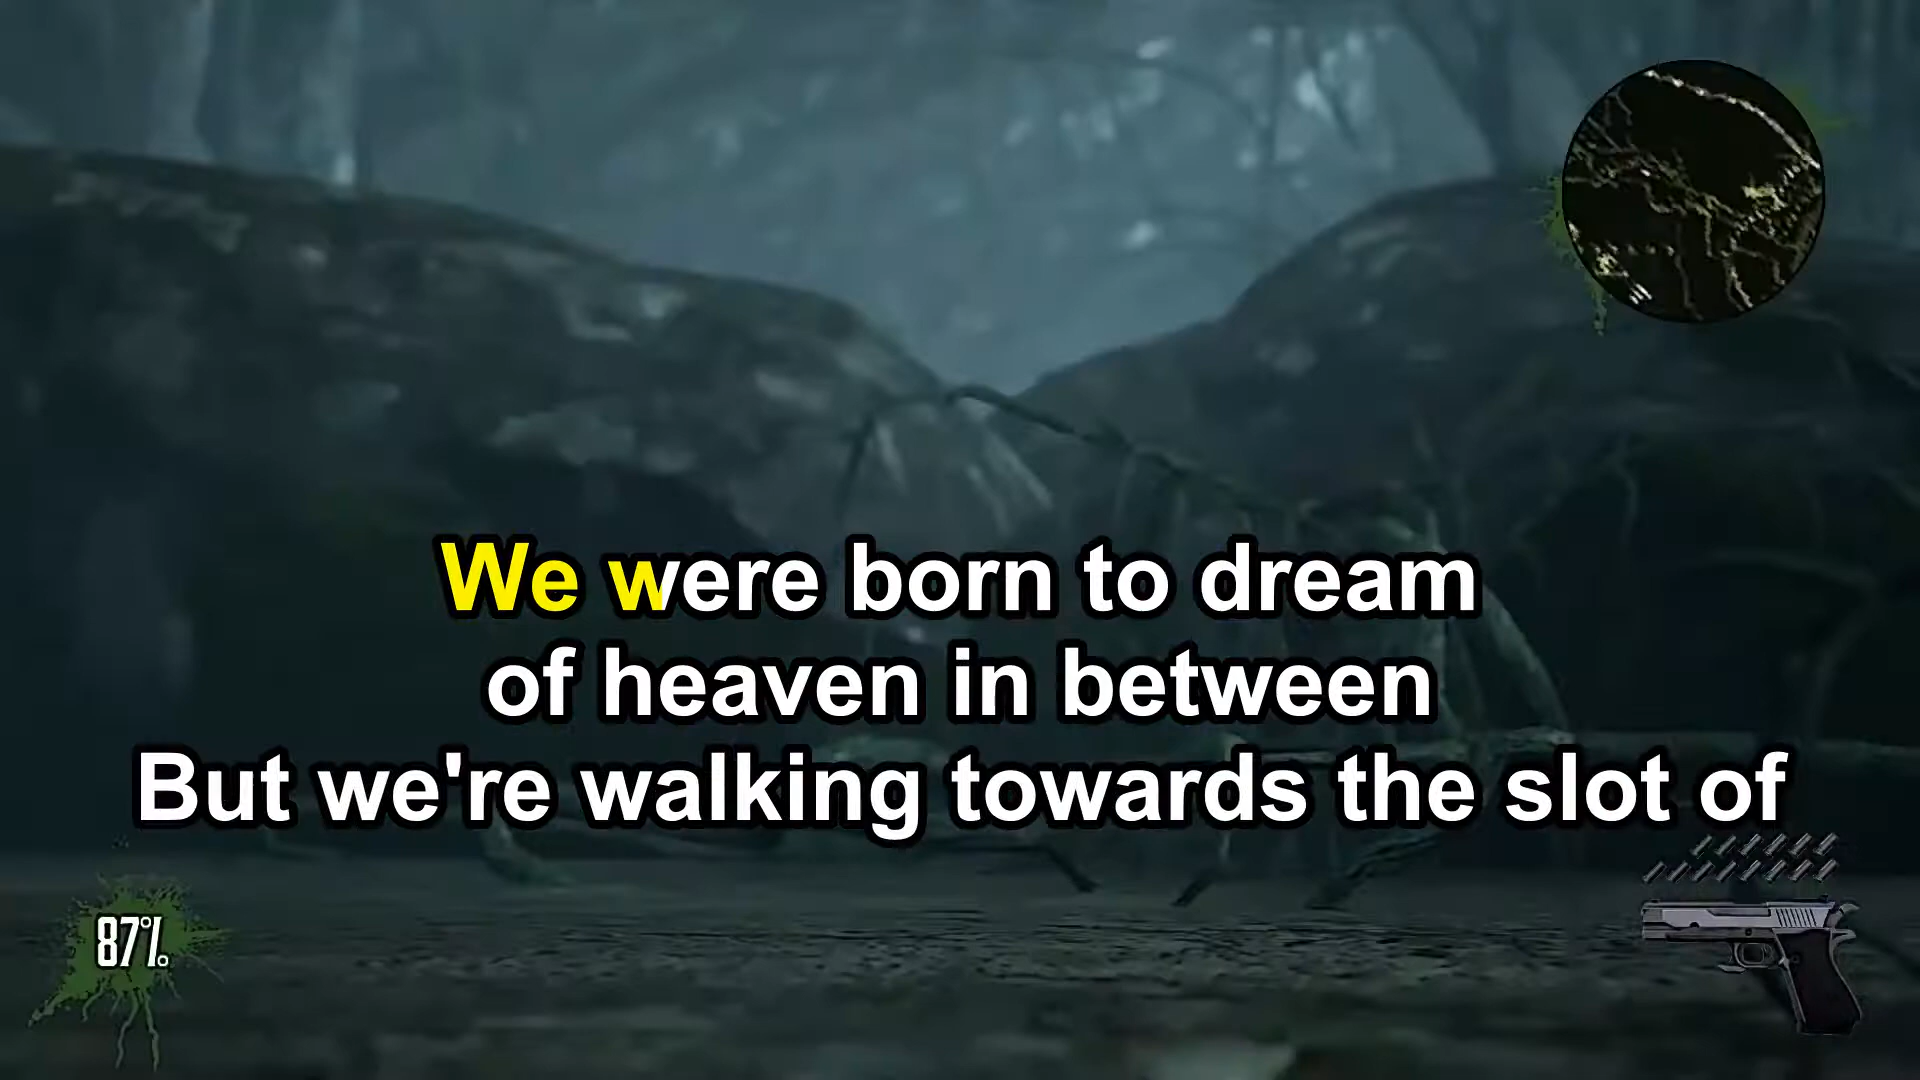 We were born to dream
of heaven in between
But we're walking towards the slot of
87%